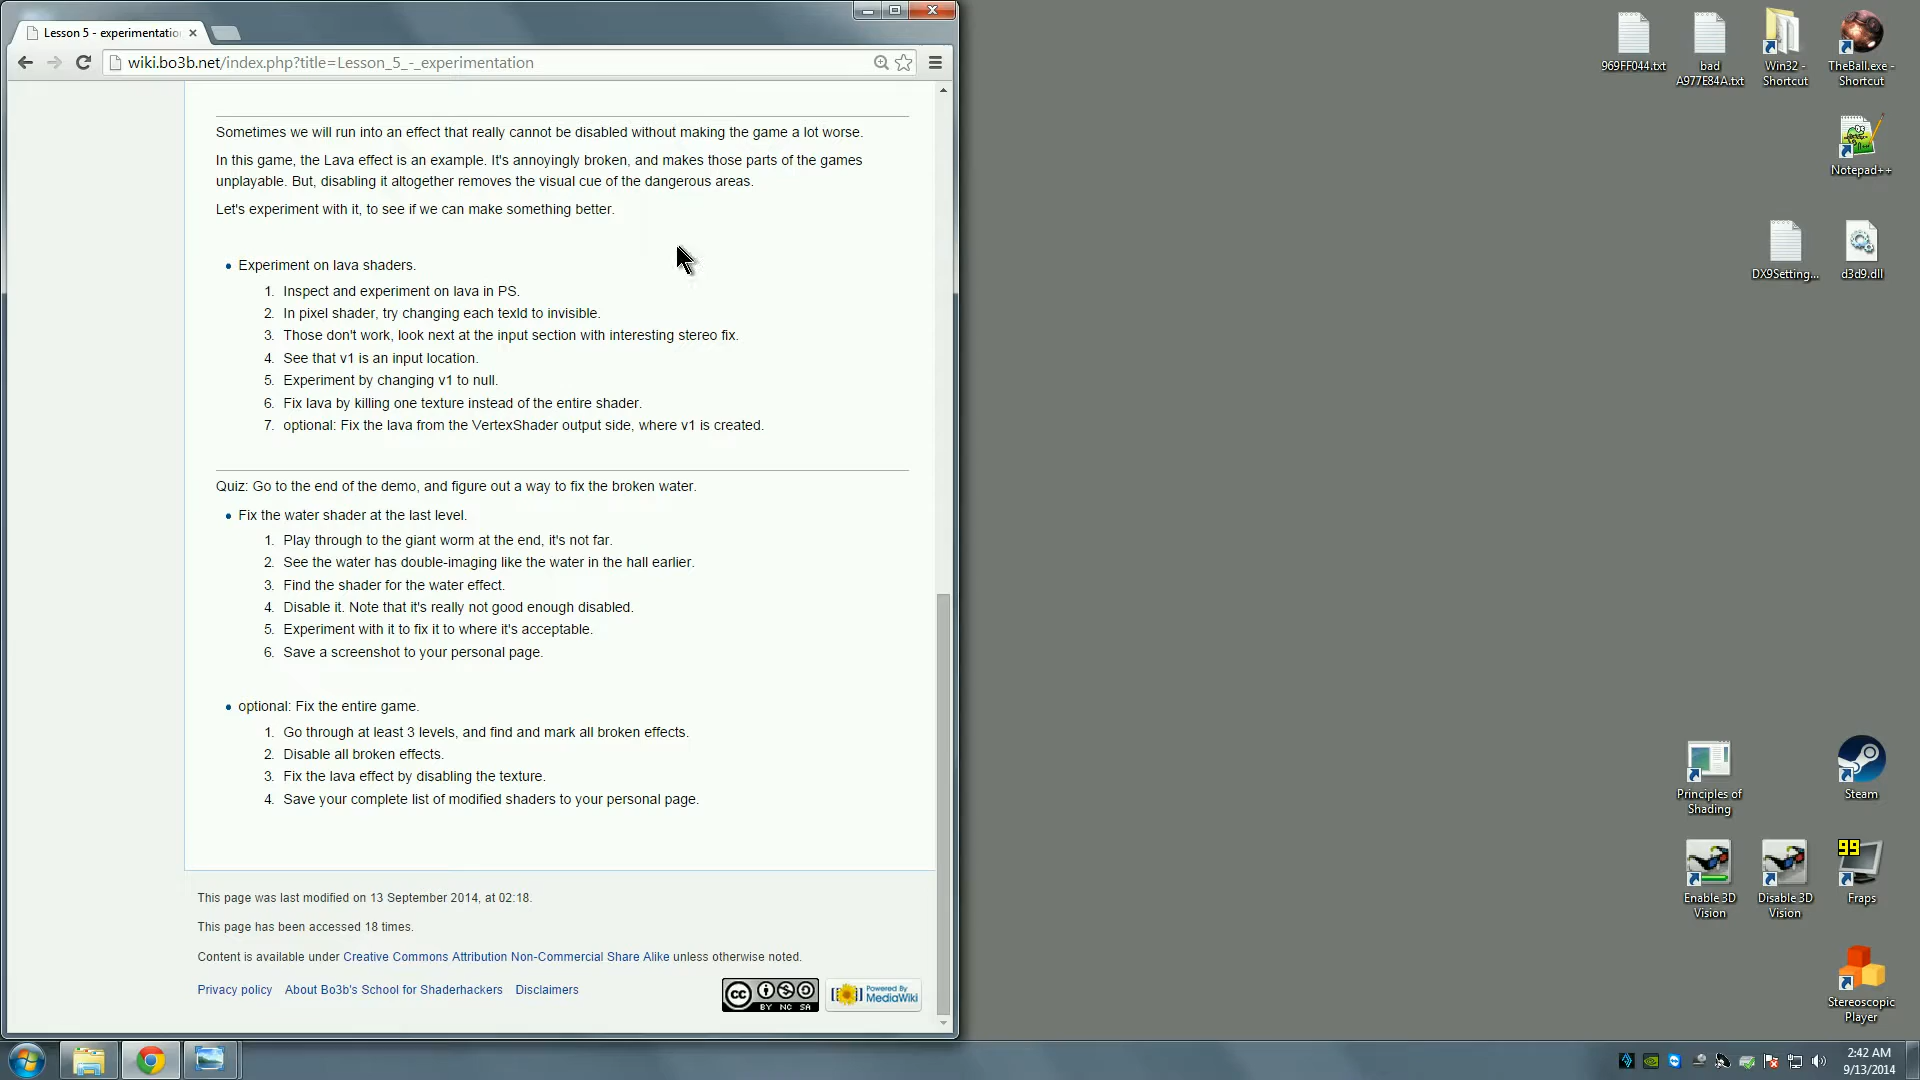 Lesson 5 - experimentatio
wiki.bo3b.net/index.php?title=Lesson_5_-_experimentation
Sometimes we will run into an effect that really cannot be disabled without making the game a lot worse.
In this game, the Lava effect is an example. It's annoyingly broken, and makes those parts of the games
unplayable. But, disabling it altogether removes the visual cue of the dangerous areas.
Let's experiment with it, to see if we can make something better.
Experiment on lava shaders.
1. Inspect and experiment on lava in PS.
2. In pixel shader, try changing each texld to invisible.
3. Those don't work, look next at the input section with interesting stereo fix.
4. See that v1 is an input location.
5. Experiment by changing v1 to null.
6. Fix lava by killing one texture instead of the entire shader.
7. optional: Fix the lava from the VertexShader output side, where v1 is created.
Quiz: Go to the end of the demo, and figure out a way to fix the broken water.
Fix the water shader at the last level.
1. Play through to the giant worm at the end, it's not far.
2. See the water has double-imaging like the water in the hall earlier.
3. Find the shader for the water effect.
4. Disable it. Note that it's really not good enough disabled.
5. Experiment with it to fix it to where it's acceptable.
6. Save a screenshot to your personal page.
optional: Fix the entire game.
1. Go through at least 3 levels, and find and mark all broken effects.
2. Disable all broken effects.
3. Fix the lava effect by disabling the texture.
4. Save your complete list of modified shaders to your personal page.
This page was last modified on 13 September 2014, at 02:18.
This page has been accessed 18 times.
Content is available under Creative Commons Attribution Non-Commercial Share Alike unless otherwise noted.
Privacy policy About Bo3b's School for Shaderhackers Disclaimers
cc BY NC SA
Powered By MediaWiki
969FF044.txt
bad
A977E84A.txt
Win32 -
Shortcut
TheBall.exe -
Shortcut
Notepad++
DX9Setting...
d3d9.dll
Principles of
Shading
Steam
Enable 3D
Vision
Disable 3D
Vision
99
Fraps
Stereoscopic
Player
2:42 AM
9/13/2014